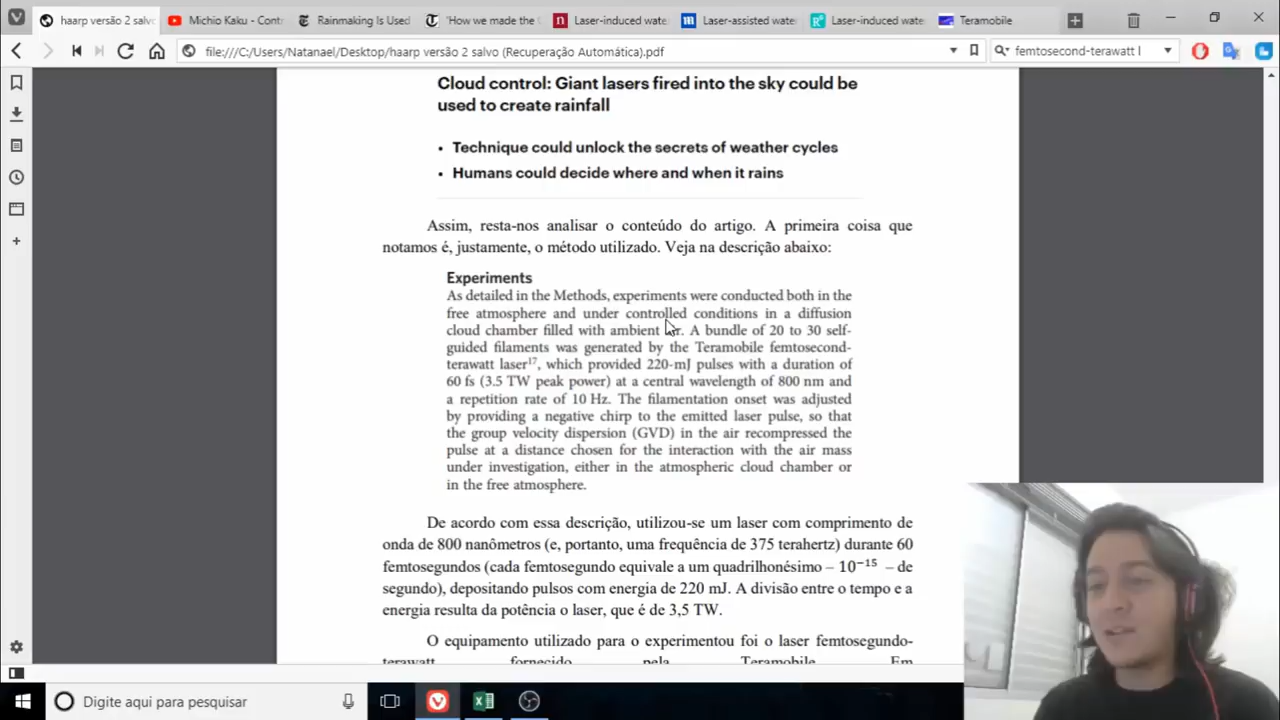 haarp versão 2 salvo
Michio Kaku - Cont
Rainmaking Is Used
'How we made the
Laser-induced wate
Laser-assisted wate
Laser-induced wate
Teramobile
file:///C:/Users/Natanael/Desktop/haarp versão 2 salvo (Recuperação Automática).pdf
femtosecond-terawatt l
Cloud control: Giant lasers fired into the sky could be
used to create rainfall
• Technique could unlock the secrets of weather cycles
• Humans could decide where and when it rains
Assim, resta-nos analisar o conteúdo do artigo. A primeira coisa que
notamos é, justamente, o método utilizado. Veja na descrição abaixo:
Experiments
As detailed in the Methods, experiments were conducted both in the
free atmosphere and under controlled conditions in a diffusion
cloud chamber filled with ambient air. A bundle of 20 to 30 self-
guided filaments was generated by the Teramobile femtosecond-
terawatt laser¹⁷, which provided 220-mJ pulses with a duration of
60 fs (3.5 TW peak power) at a central wavelength of 800 nm and
a repetition rate of 10 Hz. The filamentation onset was adjusted
by providing a negative chirp to the emitted laser pulse, so that
the group velocity dispersion (GVD) in the air recompressed the
pulse at a distance chosen for the interaction with the air mass
under investigation, either in the atmospheric cloud chamber or
in the free atmosphere.
De acordo com essa descrição, utilizou-se um laser com comprimento de
onda de 800 nanômetros (e, portanto, uma frequência de 375 terahertz) durante 60
femtosegundos (cada femtosegundo equivale a um quadrilhonésimo – 10⁻¹⁵ – de
segundo), depositando pulsos com energia de 220 mJ. A divisão entre o tempo e a
energia resulta da potência o laser, que é de 3,5 TW.
O equipamento utilizado para o experimentou foi o laser femtosegundo-
terawatt fornecido pela Teramobile. Em
Digite aqui para pesquisar